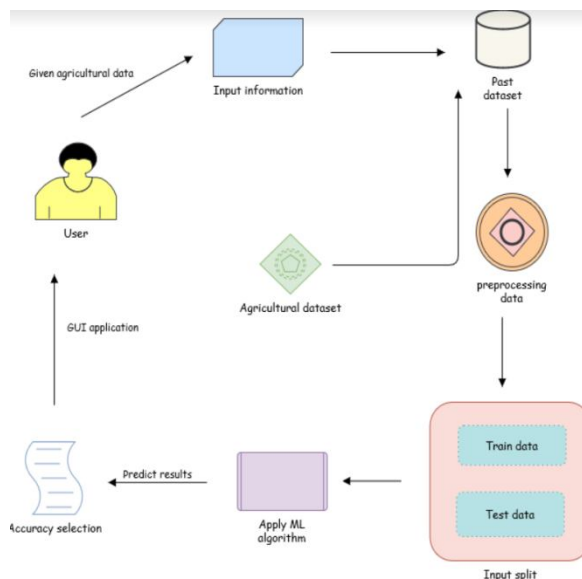 Given agricultural data
Input information
Past
dataset
User
Agricultural dataset
preprocessing
data
GUI application
Train data
Test data
Predict results
Accuracy selection
Apply ML
algorithm
Input split